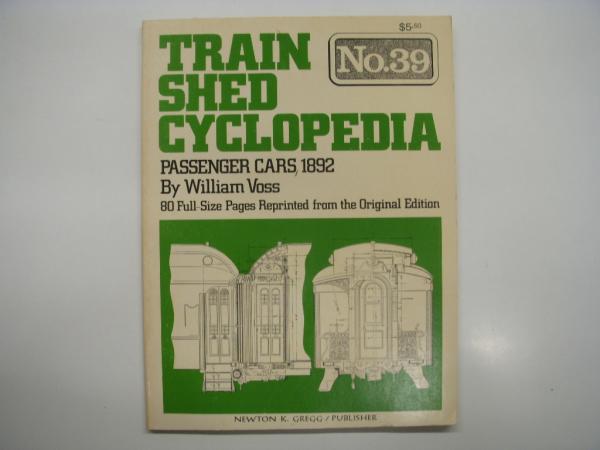 $5.50
TRAIN
SHED
CYCLOPEDIA
No.39
PASSENGER CARS, 1892
By William Voss
80 Full-Size Pages Reprinted from the Original Edition
NEWTON K. GREGG / PUBLISHER